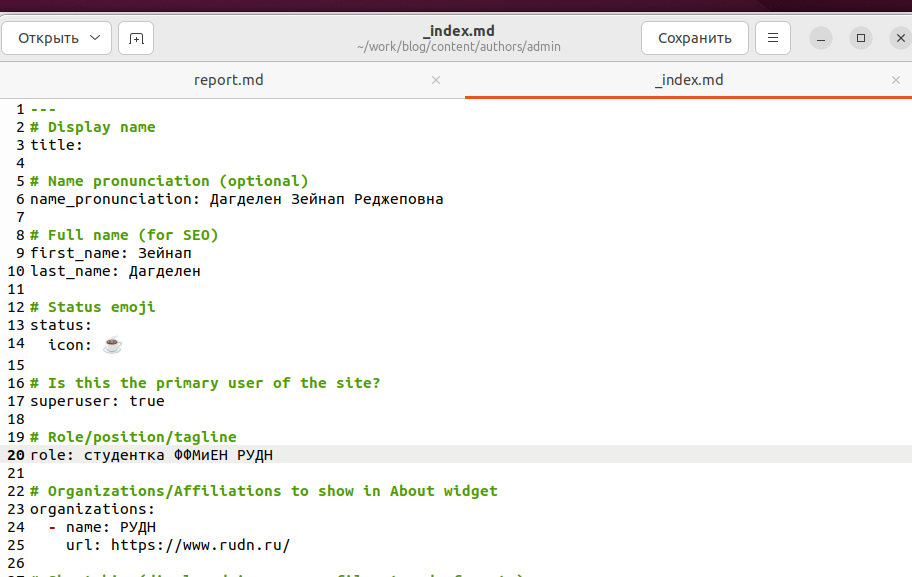 Открыть
_index.md
~/work/blog/content/authors/admin
Сохранить
report.md
_index.md
1 ---
2 # Display name
3 title:
4
5 # Name pronunciation (optional)
6 name_pronunciation: Дагделен Зейнап Реджеповна
7
8 # Full name (for SEO)
9 first_name: Зейнап
10 last_name: Дагделен
11
12 # Status emoji
13 status:
14   icon: ☕️
15
16 # Is this the primary user of the site?
17 superuser: true
18
19 # Role/position/tagline
20 role: студентка ФФМиЕН РУДН
21
22 # Organizations/Affiliations to show in About widget
23 organizations:
24   - name: РУДН
25     url: https://www.rudn.ru/
26